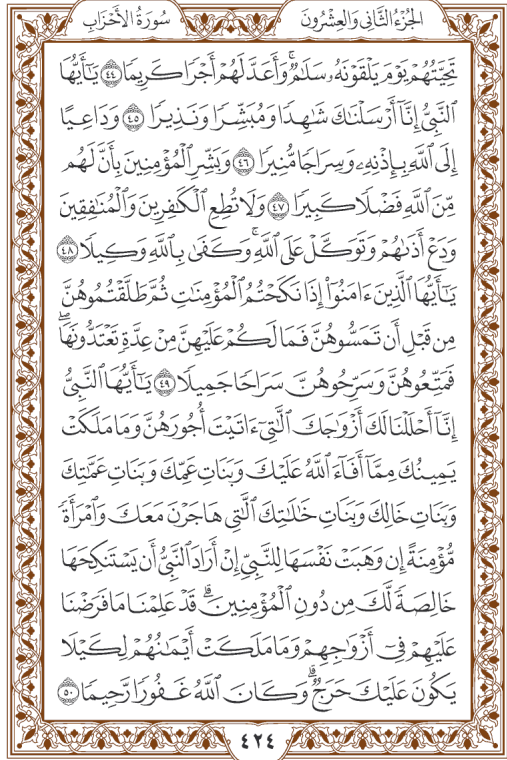 سُورَةُ الأَحْزَابِ
الجُزْءُ الثَّانِي وَالعِشْرُونَ
تَحِيَّتُهُمْ يَوْمَ يَلْقَوْنَهُۥ سَلَٰمٌۚ وَأَعَدَّ لَهُمْ أَجْرًا كَرِيمًا ٤٤ يَٰٓأَيُّهَا
ٱلنَّبِيُّ إِنَّآ أَرْسَلْنَٰكَ شَٰهِدًا وَمُبَشِّرًا وَنَذِيرًا ٤٥ وَدَاعِيًا
إِلَى ٱللَّهِ بِإِذْنِهِۦ وَسِرَاجًا مُّنِيرًا ٤٦ وَبَشِّرِ ٱلْمُؤْمِنِينَ بِأَنَّ لَهُم
مِّنَ ٱللَّهِ فَضْلًا كَبِيرًا ٤٧ وَلَا تُطِعِ ٱلْكَٰفِرِينَ وَٱلْمُنَٰفِقِينَ
وَدَعْ أَذَىٰهُمْ وَتَوَكَّلْ عَلَى ٱللَّهِۚ وَكَفَىٰ بِٱللَّهِ وَكِيلًا ٤٨
يَٰٓأَيُّهَا ٱلَّذِينَ ءَامَنُوٓا۟ إِذَا نَكَحْتُمُ ٱلْمُؤْمِنَٰتِ ثُمَّ طَلَّقْتُمُوهُنَّ
مِن قَبْلِ أَن تَمَسُّوهُنَّ فَمَا لَكُمْ عَلَيْهِنَّ مِنْ عِدَّةٍ تَعْتَدُّونَهَاۖ
فَمَتِّعُوهُنَّ وَسَرِّحُوهُنَّ سَرَاحًا جَمِيلًا ٤٩ يَٰٓأَيُّهَا ٱلنَّبِيُّ
إِنَّآ أَحْلَلْنَا لَكَ أَزْوَٰجَكَ ٱلَّٰتِيٓ ءَاتَيْتَ أُجُورَهُنَّ وَمَا مَلَكَتْ
يَمِينُكَ مِمَّآ أَفَآءَ ٱللَّهُ عَلَيْكَ وَبَنَاتِ عَمِّكَ وَبَنَاتِ عَمَّٰتِكَ
وَبَنَاتِ خَالِكَ وَبَنَاتِ خَٰلَٰتِكَ ٱلَّٰتِي هَاجَرْنَ مَعَكَ وَٱمْرَأَةً
مُّؤْمِنَةً إِن وَهَبَتْ نَفْسَهَا لِلنَّبِيِّ إِنْ أَرَادَ ٱلنَّبِيُّ أَن يَسْتَنكِحَهَا
خَالِصَةً لَّكَ مِن دُونِ ٱلْمُؤْمِنِينَۗ قَدْ عَلِمْنَا مَا فَرَضْنَا
عَلَيْهِمْ فِيٓ أَزْوَٰجِهِمْ وَمَا مَلَكَتْ أَيْمَٰنُهُمْ لِكَيْلَا
يَكُونَ عَلَيْكَ حَرَجٌۗ وَكَانَ ٱللَّهُ غَفُورًا رَّحِيمًا ٥٠
٤٢٤